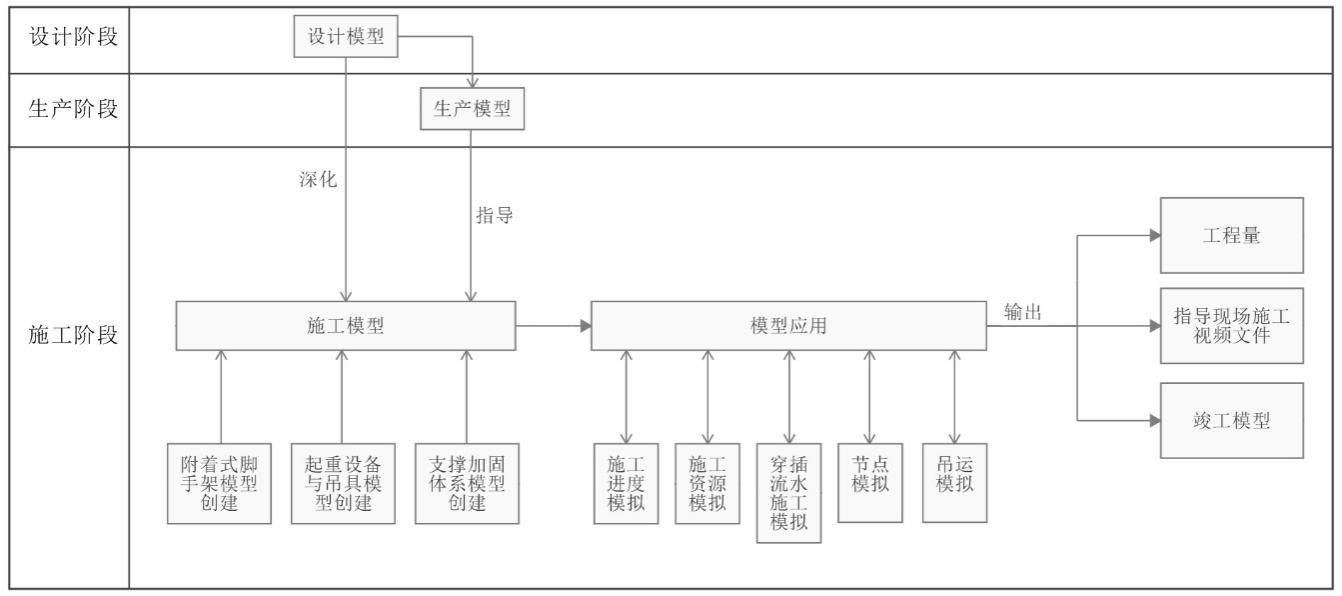 设计阶段
设计模型
生产阶段
生产模型
深化
指导
施工阶段
施工模型
模型应用
输出
工程量
指导现场施工
视频文件
竣工模型
附着式脚
手架模型
创建
起重设备
与吊具模
型创建
支撑加固
体系模型
创建
施工
进度
模拟
施工
资源
模拟
穿插
流水
施工
模拟
节点
模拟
吊运
模拟